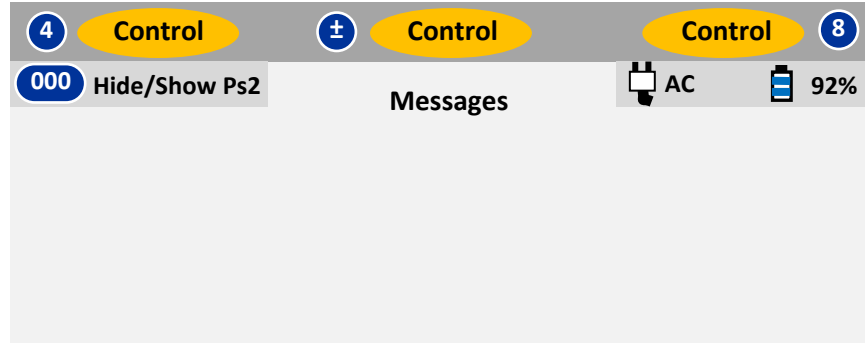 4 Control ± Control Control 8
000 Hide/Show Ps2 Messages AC 92%